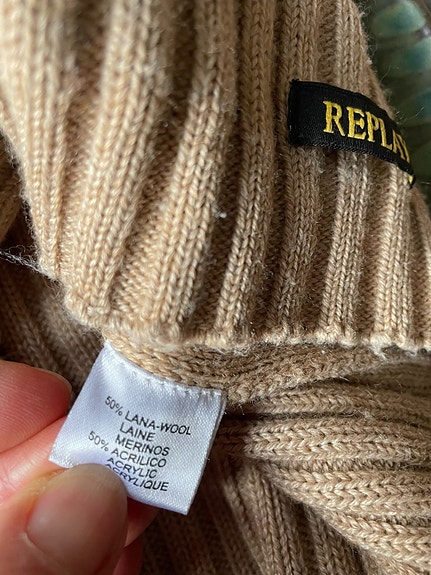 REPLAY
50% LANA-WOOL
LAINE
MERINOS
50% ACRILICO
ACRYLIC
ACRYLIQUE